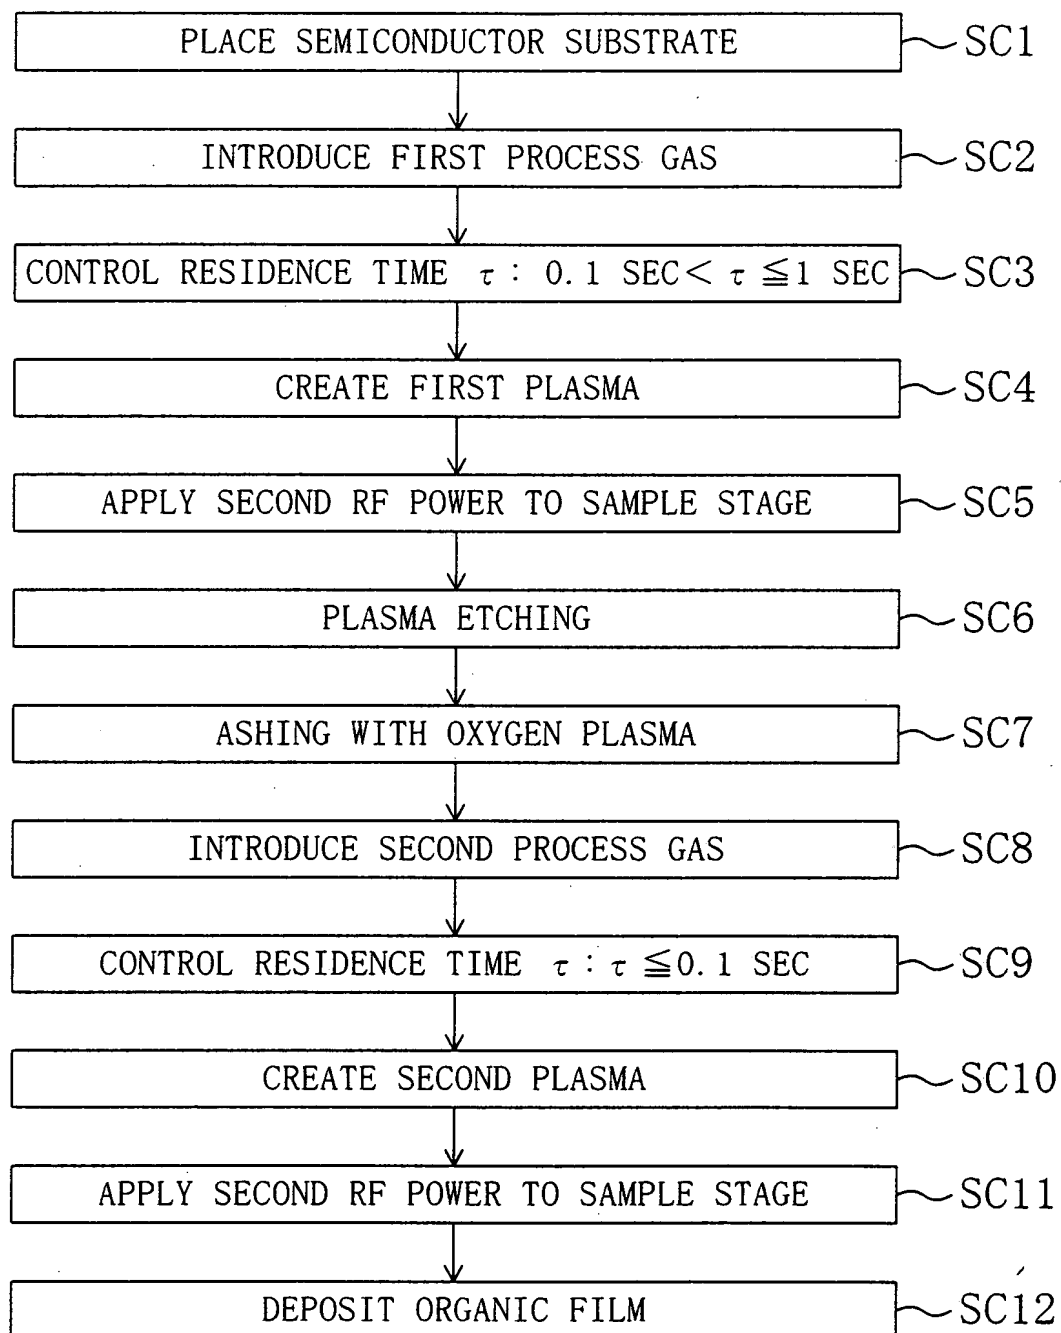 PLACE SEMICONDUCTOR SUBSTRATE SC1
INTRODUCE FIRST PROCESS GAS SC2
CONTROL RESIDENCE TIME τ: 0.1 SEC< τ ≦1 SEC SC3
CREATE FIRST PLASMA SC4
APPLY SECOND RF POWER TO SAMPLE STAGE SC5
PLASMA ETCHING SC6
ASHING WITH OXYGEN PLASMA SC7
INTRODUCE SECOND PROCESS GAS SC8
CONTROL RESIDENCE TIME τ: τ ≦0.1 SEC SC9
CREATE SECOND PLASMA SC10
APPLY SECOND RF POWER TO SAMPLE STAGE SC11
DEPOSIT ORGANIC FILM SC12